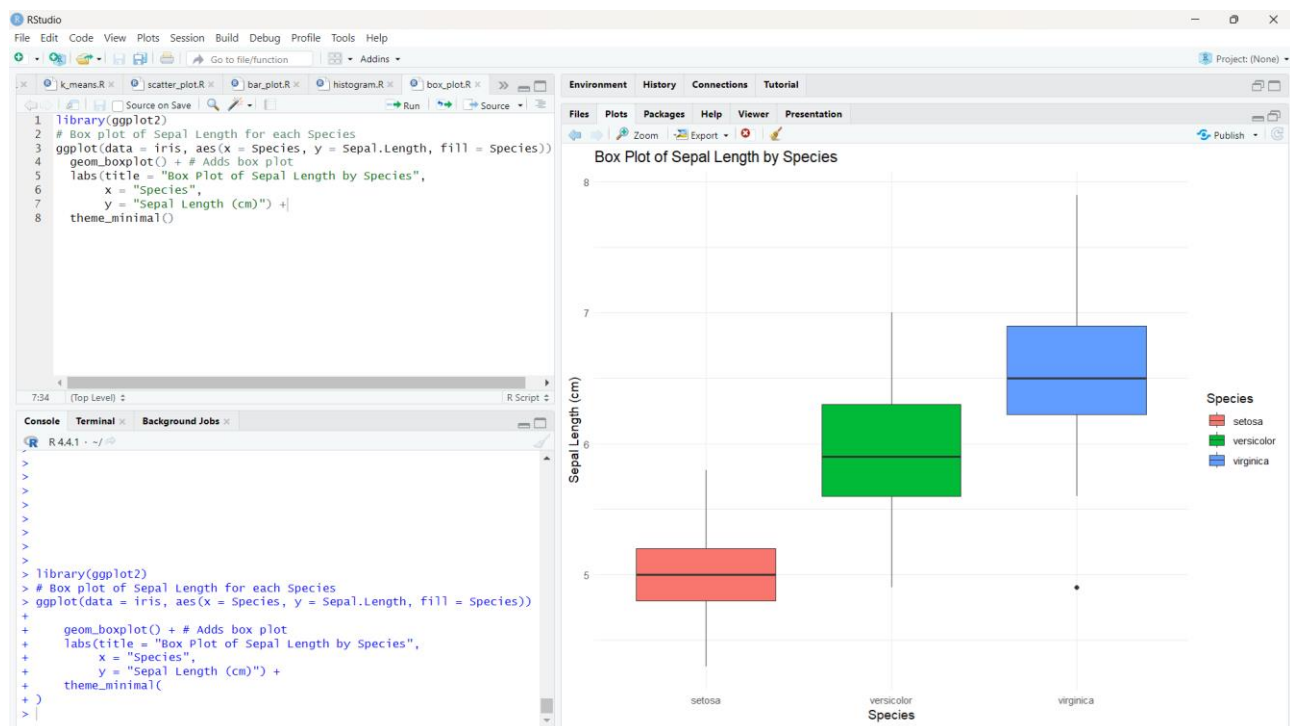 RStudio
File Edit Code View Plots Session Build Debug Profile Tools Help
Go to file/function Addins Project: (None)
k_means.R scatter_plot.R bar_plot.R histogram.R box_plot.R
Source on Save Run Source
1 library(ggplot2)
2 # Box plot of Sepal Length for each Species
3 ggplot(data = iris, aes(x = Species, y = Sepal.Length, fill = Species))
4 geom_boxplot() + # Adds box plot
5 labs(title = "Box Plot of Sepal Length by Species",
6 x = "Species",
7 y = "Sepal Length (cm)") +
8 theme_minimal()
7:34 (Top Level) R Script
Console Terminal Background Jobs
R 4.4.1 · ~/
>
>
>
>
>
>
>
>
> library(ggplot2)
> # Box plot of Sepal Length for each Species
> ggplot(data = iris, aes(x = Species, y = Sepal.Length, fill = Species))
+
+ geom_boxplot() + # Adds box plot
+ labs(title = "Box Plot of Sepal Length by Species",
+ x = "Species",
+ y = "Sepal Length (cm)") +
+ theme_minimal(
+ )
>
Environment History Connections Tutorial
Files Plots Packages Help Viewer Presentation
Zoom Export Publish
Box Plot of Sepal Length by Species
8
7
6
5
Sepal Length (cm)
setosa versicolor virginica
Species
Species
setosa
versicolor
virginica